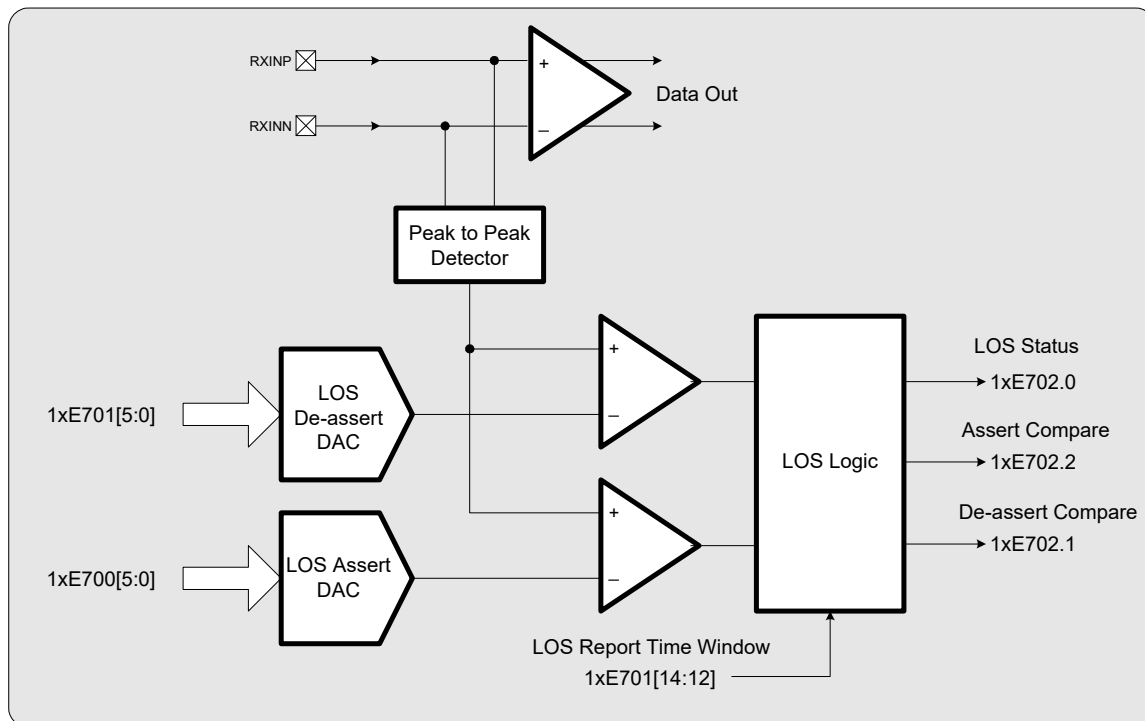 RXINP
+
Data Out
RXINN
–
Peak to Peak
Detector
+
LOS Status
1xE702.0
1xE701[5:0]
LOS
De-assert
DAC
–
Assert Compare
1xE702.2
LOS Logic
+
De-assert Compare
1xE702.1
1xE700[5:0]
LOS Assert
DAC
–
LOS Report Time Window
1xE701[14:12]